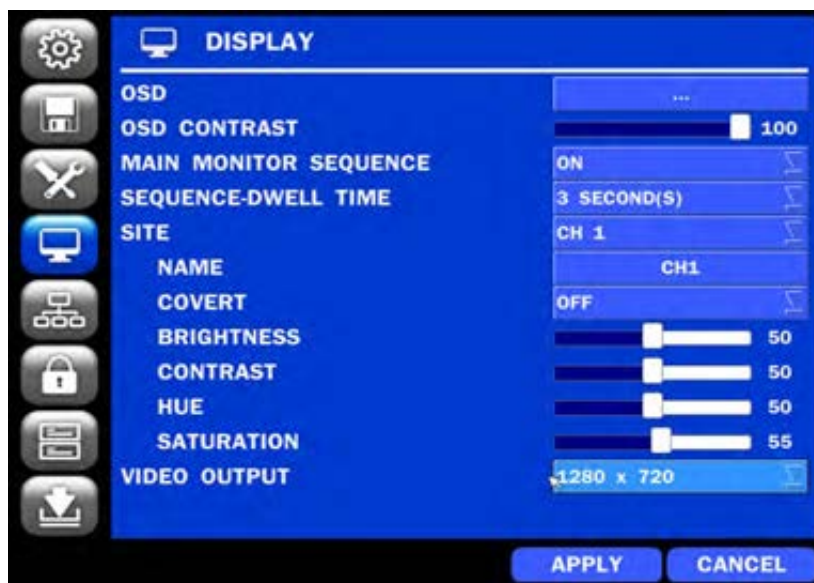 DISPLAY
OSD ...
OSD CONTRAST 100
MAIN MONITOR SEQUENCE ON
SEQUENCE-DWELL TIME 3 SECOND(S)
SITE CH 1
NAME CH1
COVERT OFF
BRIGHTNESS 50
CONTRAST 50
HUE 50
SATURATION 55
VIDEO OUTPUT 1280 x 720
APPLY CANCEL